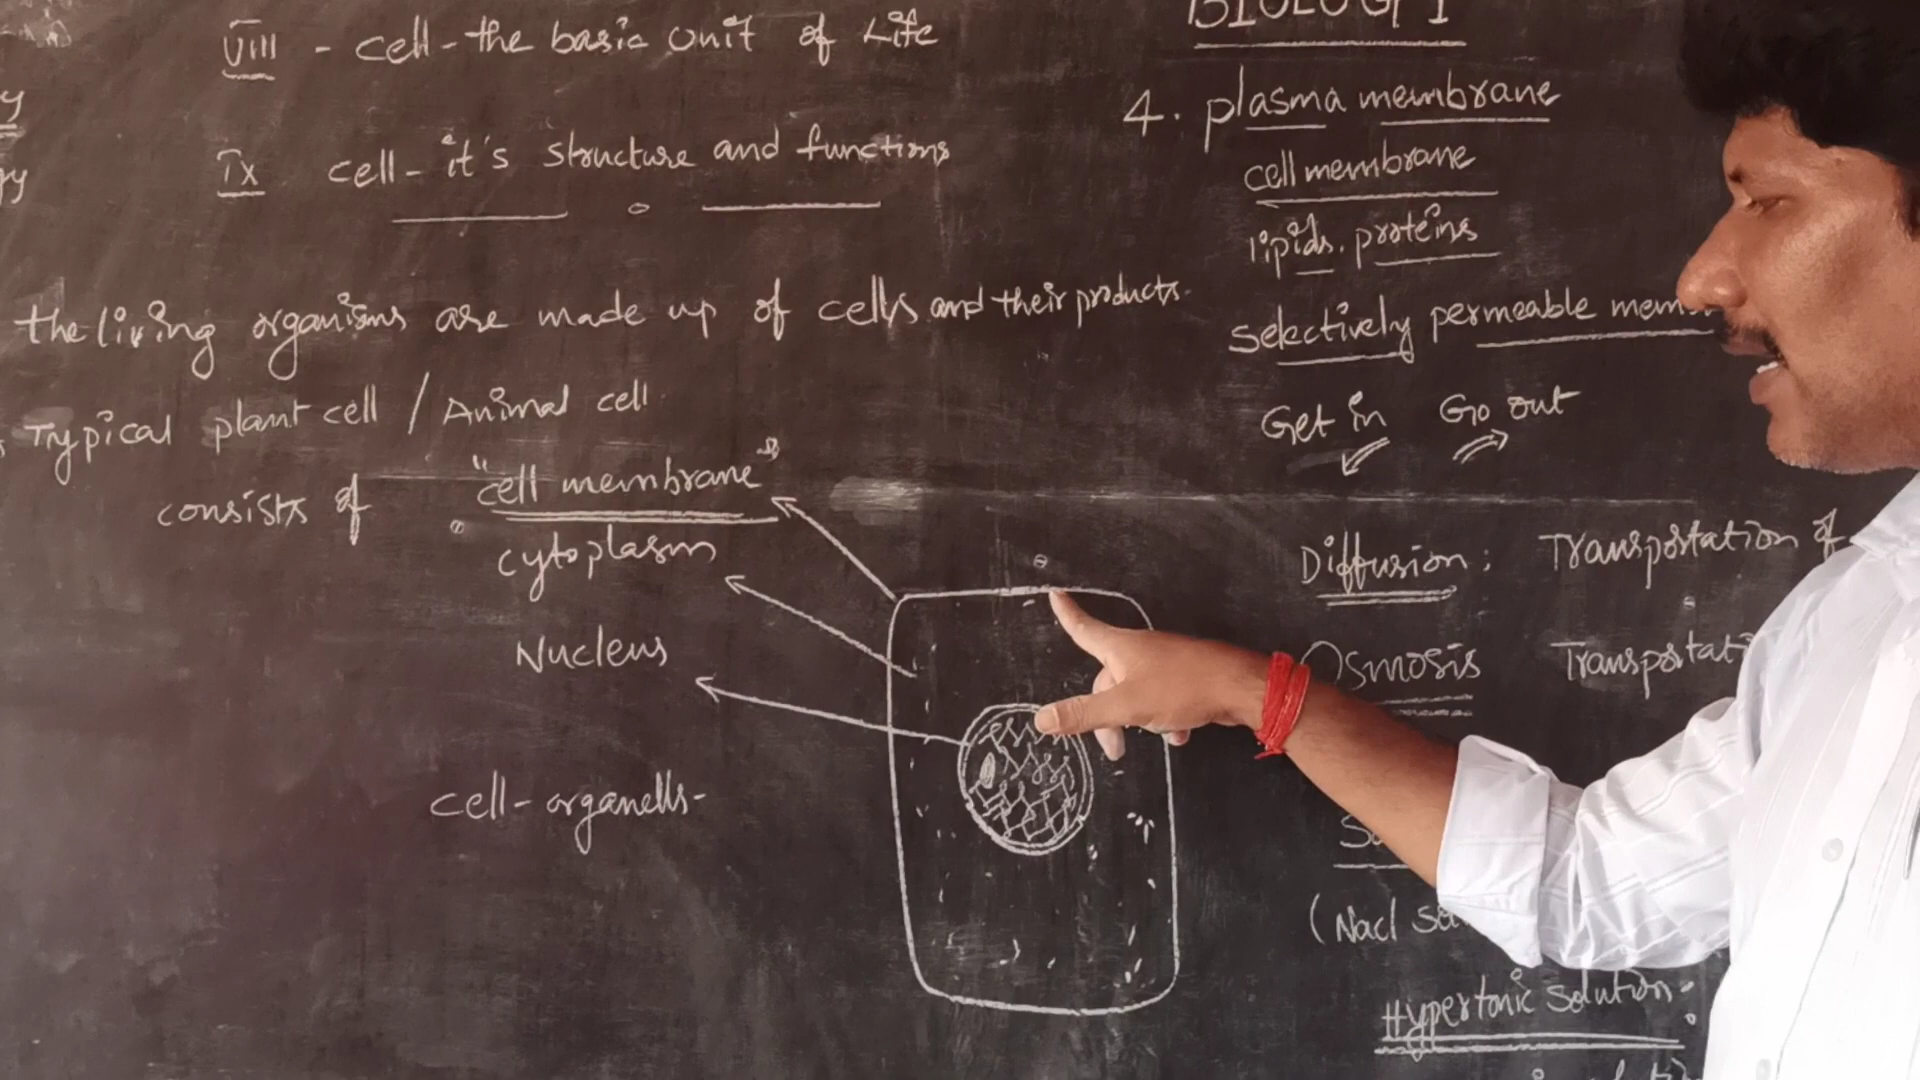 VIII - cell - the basic unit of Life
IX cell - it's structure and functions
the living organisms are made up of cells and their products.
Trypical plant cell / Animal cell
consists of "cell membrane"
cytoplasm
Nucleus
cell-organells-
BIOLOGY
4. plasma membrane
cell membrane
lipids. proteins
selectively permeable mem
Get in Go out
Diffusion : Transportation of
Osmosis Transportati
(Nacl
Hypertonic solution.